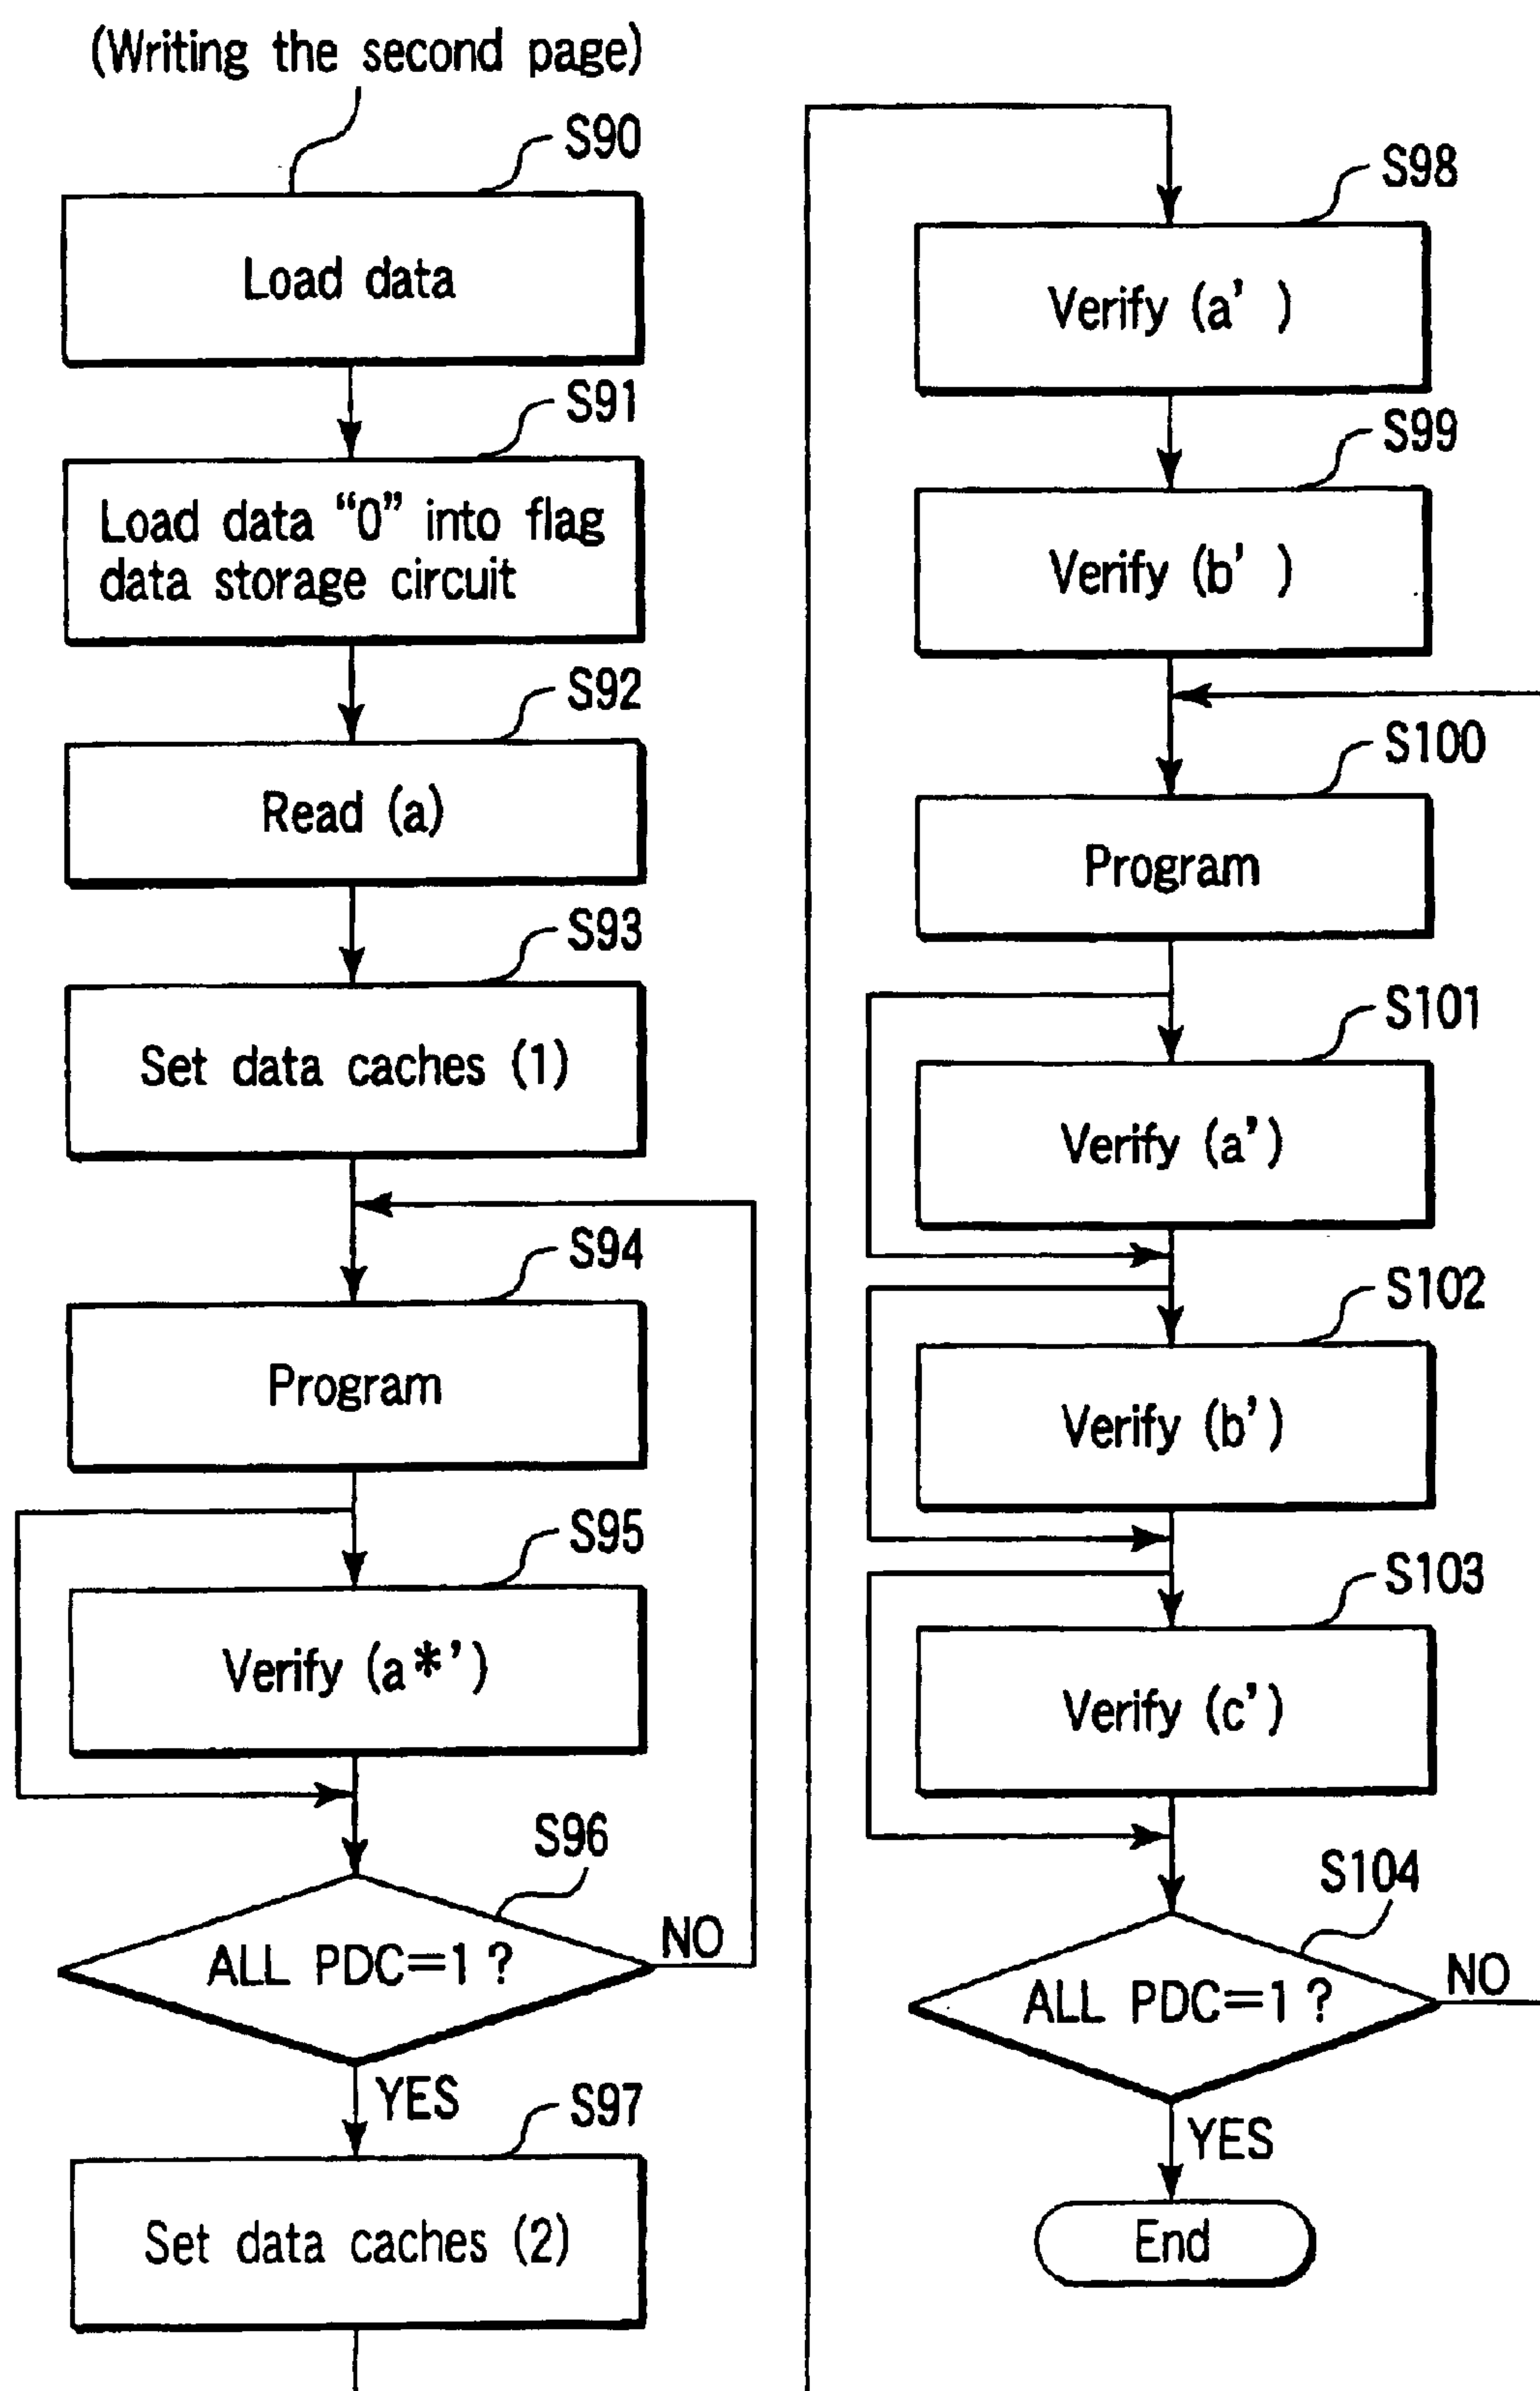 (Writing the second page)
S90
Load data
S91
Load data “0” into flag
data storage circuit
S92
Read (a)
S93
Set data caches (1)
S94
Program
S95
Verify (a*’)
S96
ALL PDC=1 ?
NO
YES
S97
Set data caches (2)
S98
Verify (a’ )
S99
Verify (b’ )
S100
Program
S101
Verify (a’)
S102
Verify (b’)
S103
Verify (c’)
S104
ALL PDC=1 ?
NO
YES
End